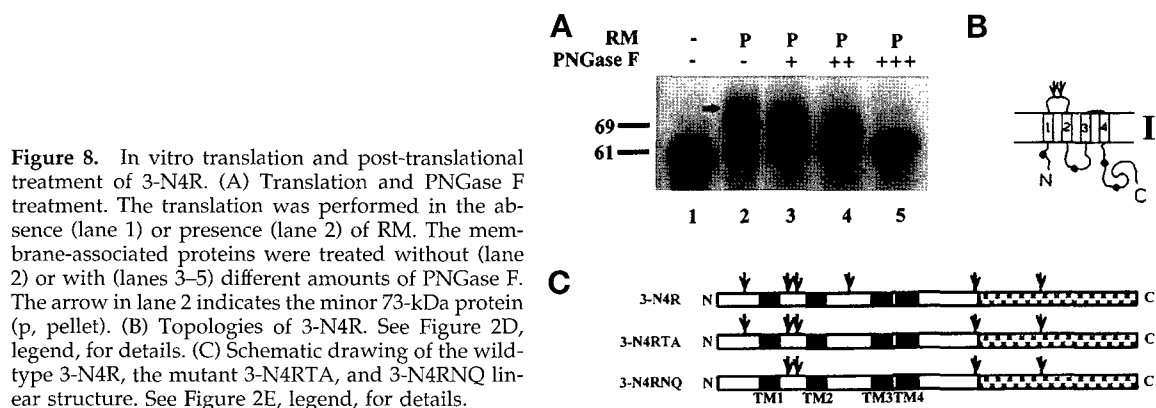 Figure 8. In vitro translation and post-translational
treatment of 3-N4R. (A) Translation and PNGase F
treatment. The translation was performed in the ab-
sence (lane 1) or presence (lane 2) of RM. The mem-
brane-associated proteins were treated without (lane
2) or with (lanes 3–5) different amounts of PNGase F.
The arrow in lane 2 indicates the minor 73-kDa protein
(p, pellet). (B) Topologies of 3-N4R. See Figure 2D,
legend, for details. (C) Schematic drawing of the wild-
type 3-N4R, the mutant 3-N4RTA, and 3-N4RNQ lin-
ear structure. See Figure 2E, legend, for details.
A
RM - P P P P
PNGase F - - + ++ +++
69
61
1 2 3 4 5
B
1 2 3 4
I
N
C
C
3-N4R N C
3-N4RTA N C
3-N4RNQ N C
TM1 TM2 TM3 TM4